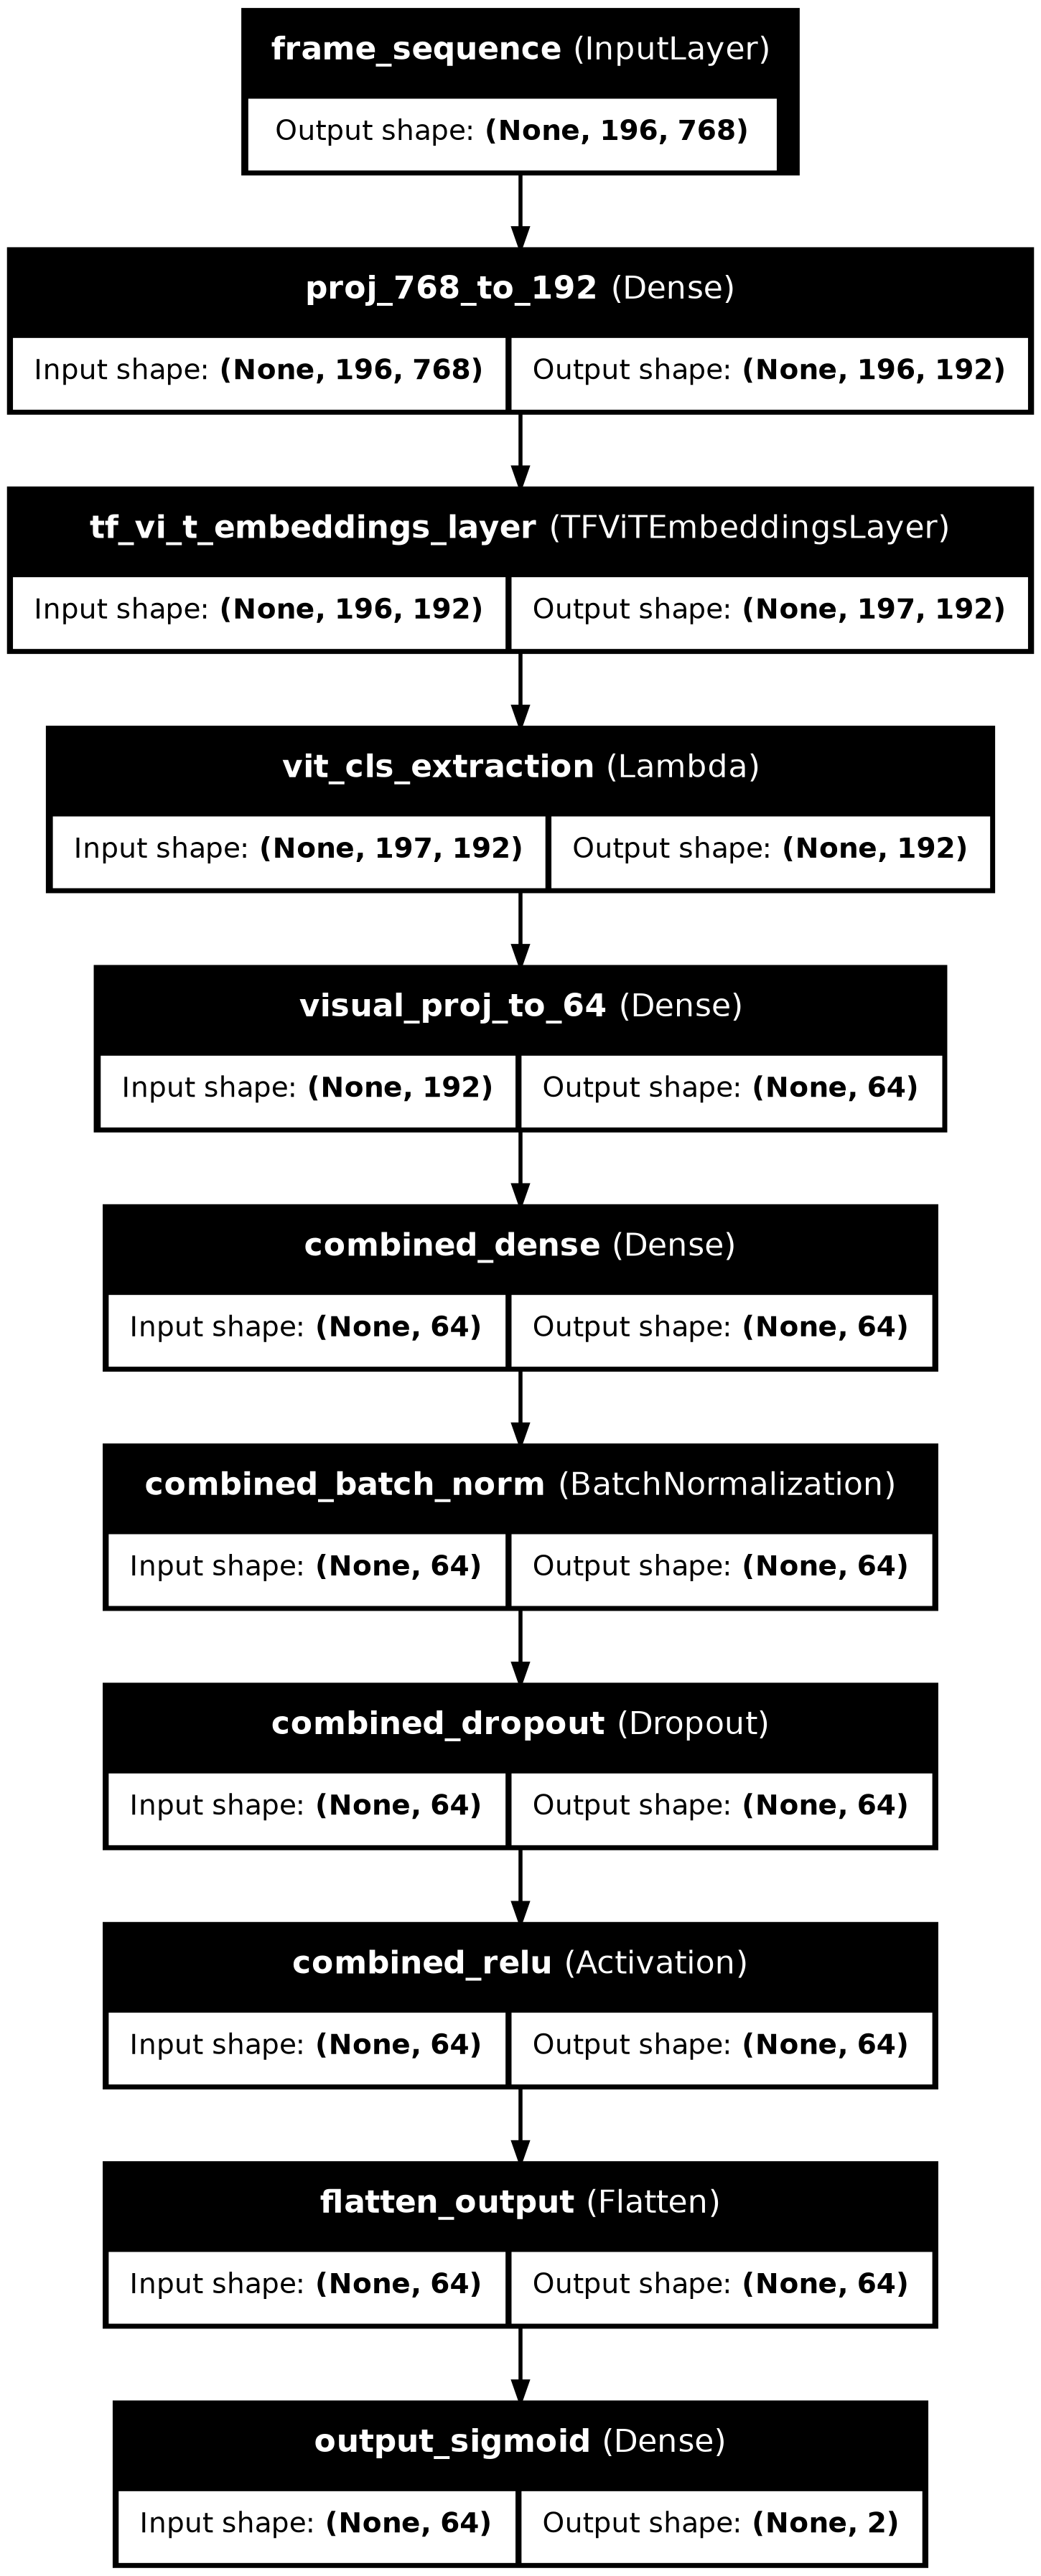 frame_sequence (InputLayer)
Output shape: (None, 196, 768)
proj_768_to_192 (Dense)
Input shape: (None, 196, 768) Output shape: (None, 196, 192)
tf_vi_t_embeddings_layer (TFViTEmbeddingsLayer)
Input shape: (None, 196, 192) Output shape: (None, 197, 192)
vit_cls_extraction (Lambda)
Input shape: (None, 197, 192) Output shape: (None, 192)
visual_proj_to_64 (Dense)
Input shape: (None, 192) Output shape: (None, 64)
combined_dense (Dense)
Input shape: (None, 64) Output shape: (None, 64)
combined_batch_norm (BatchNormalization)
Input shape: (None, 64) Output shape: (None, 64)
combined_dropout (Dropout)
Input shape: (None, 64) Output shape: (None, 64)
combined_relu (Activation)
Input shape: (None, 64) Output shape: (None, 64)
flatten_output (Flatten)
Input shape: (None, 64) Output shape: (None, 64)
output_sigmoid (Dense)
Input shape: (None, 64) Output shape: (None, 2)